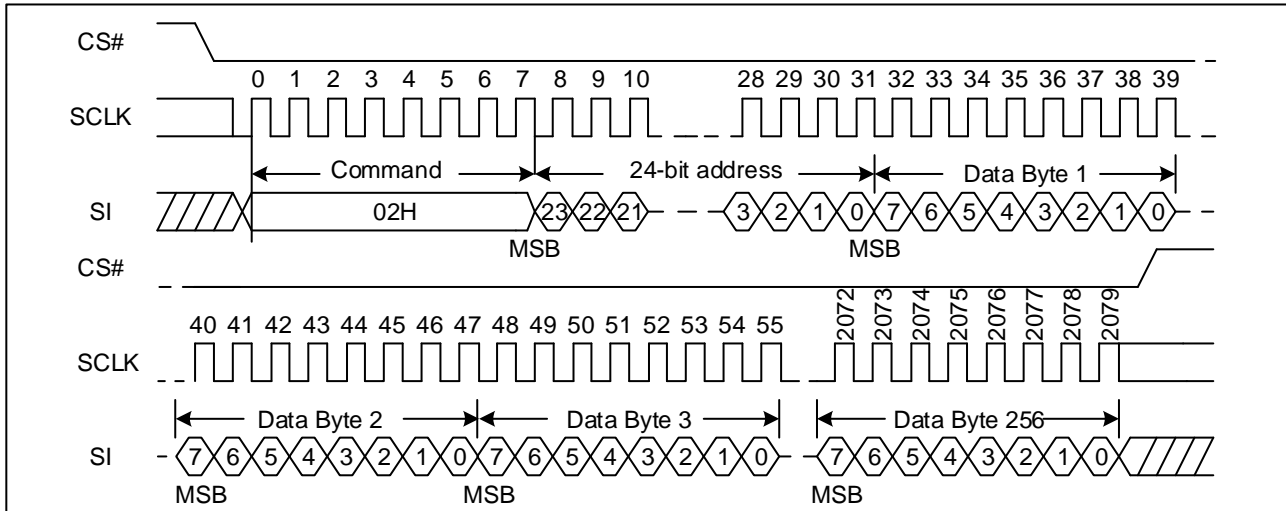 CS#
0 1 2 3 4 5 6 7 8 9 10 28 29 30 31 32 33 34 35 36 37 38 39
SCLK
Command 24-bit address Data Byte 1
SI 02H 23 22 21 3 2 1 0 7 6 5 4 3 2 1 0
MSB MSB
CS#
40 41 42 43 44 45 46 47 48 49 50 51 52 53 54 55 2072 2073 2074 2075 2076 2077 2078 2079
SCLK
Data Byte 2 Data Byte 3 Data Byte 256
SI 7 6 5 4 3 2 1 0 7 6 5 4 3 2 1 0 7 6 5 4 3 2 1 0
MSB MSB MSB